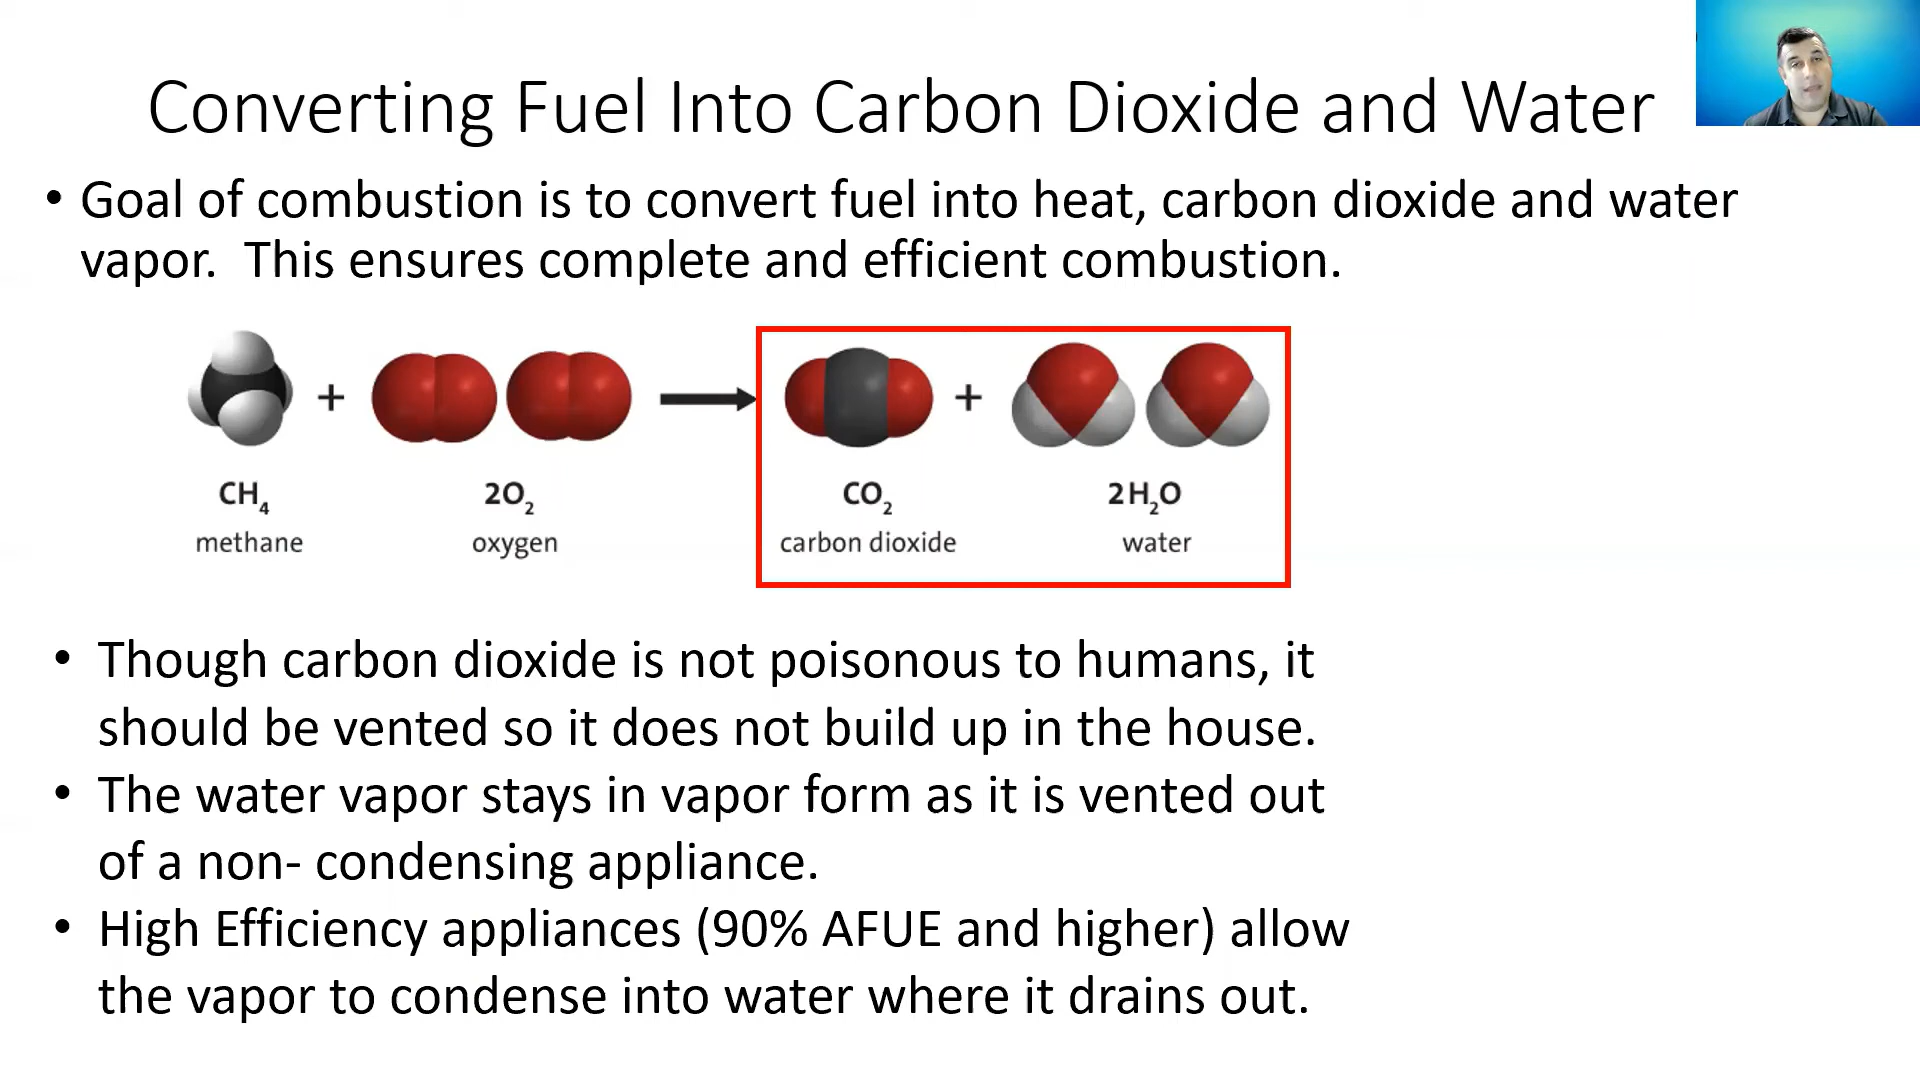 Converting Fuel Into Carbon Dioxide and Water
• Goal of combustion is to convert fuel into heat, carbon dioxide and water
vapor. This ensures complete and efficient combustion.
+ +
CH₄ 2O₂ CO₂ 2H₂O
methane oxygen carbon dioxide water
• Though carbon dioxide is not poisonous to humans, it
should be vented so it does not build up in the house.
• The water vapor stays in vapor form as it is vented out
of a non- condensing appliance.
• High Efficiency appliances (90% AFUE and higher) allow
the vapor to condense into water where it drains out.